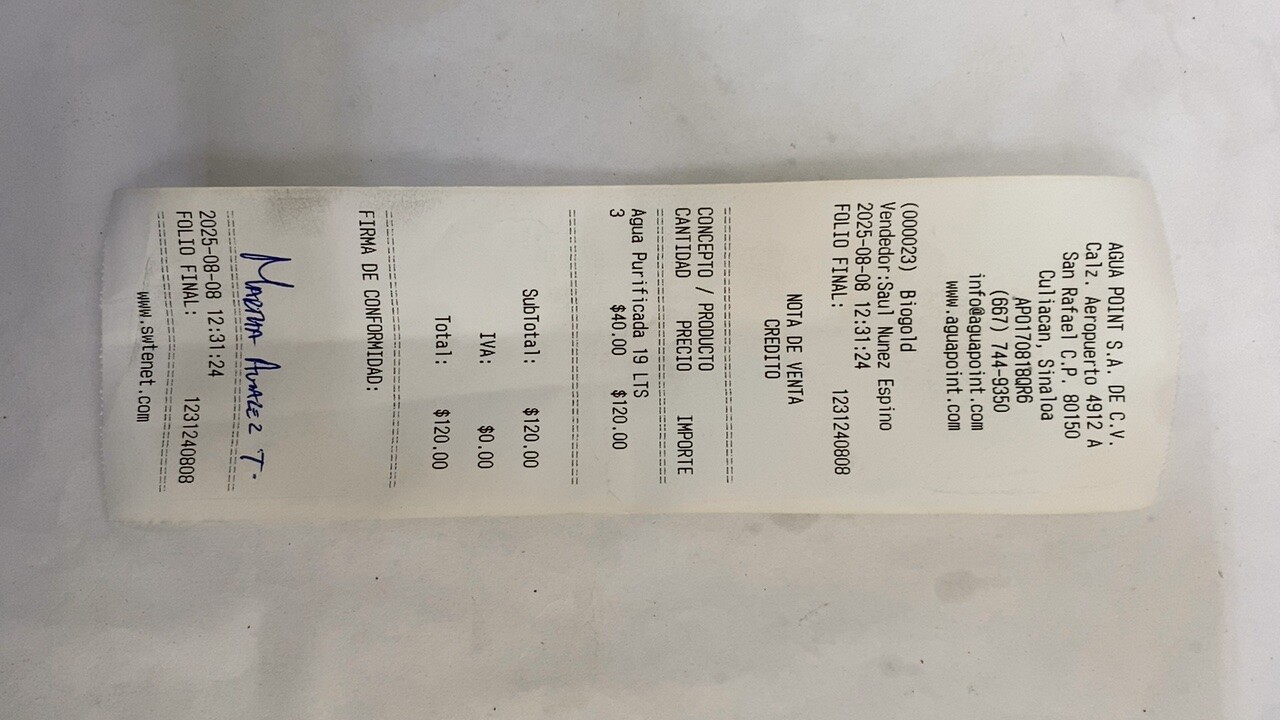 AGUA POINT S.A. DE C.V.
Calz. Aeropuerto 4912 A
San Rafael C.P. 80150
Culiacan, Sinaloa
APO170818QR6
(667) 744-9350
info@aguapoint.com
www.aguapoint.com
(000023) Biogold
Vendedor:Saul Nunez Espino
2025-08-08 12:31:24
FOLIO FINAL: 1231240808
NOTA DE VENTA
CREDITO
CONCEPTO / PRODUCTO
CANTIDAD PRECIO IMPORTE
Agua Purificada 19 LTS
3 $40.00 $120.00
SubTotal: $120.00
IVA: $0.00
Total: $120.00
FIRMA DE CONFORMIDAD:
T.
2025-08-08 12:31:24
FOLIO FINAL: 1231240808
www.swtenet.com